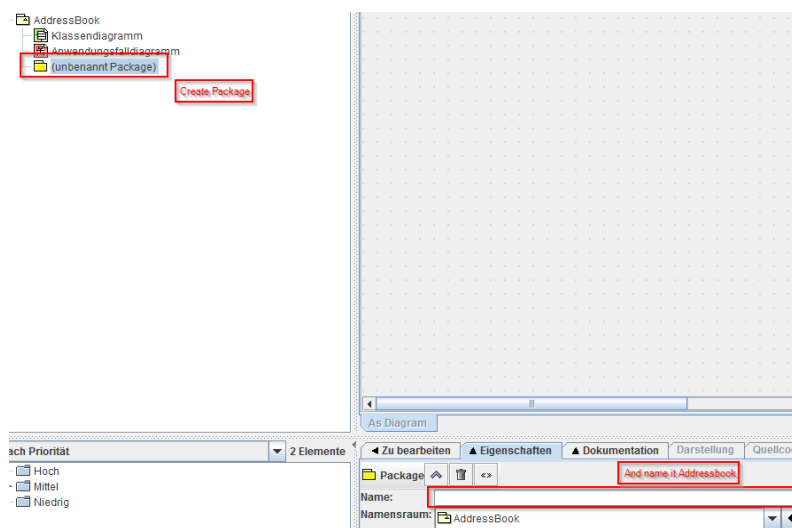 AddressBook
Klassendiagramm
Anwendungsfalldiagramm
(unbenannt Package)
Create Package
As Diagram
ach Priorität
2 Elemente
Hoch
Mittel
Niedrig
Zu bearbeiten
Eigenschaften
Dokumentation
Darstellung
Quellco
Package
And name it Addressbook
Name:
Namensraum:
AddressBook